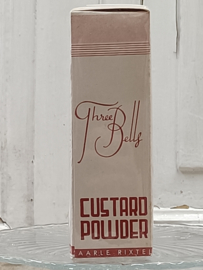 Three
Bells
CUSTARD
POWDER
AARLE RIXTEL